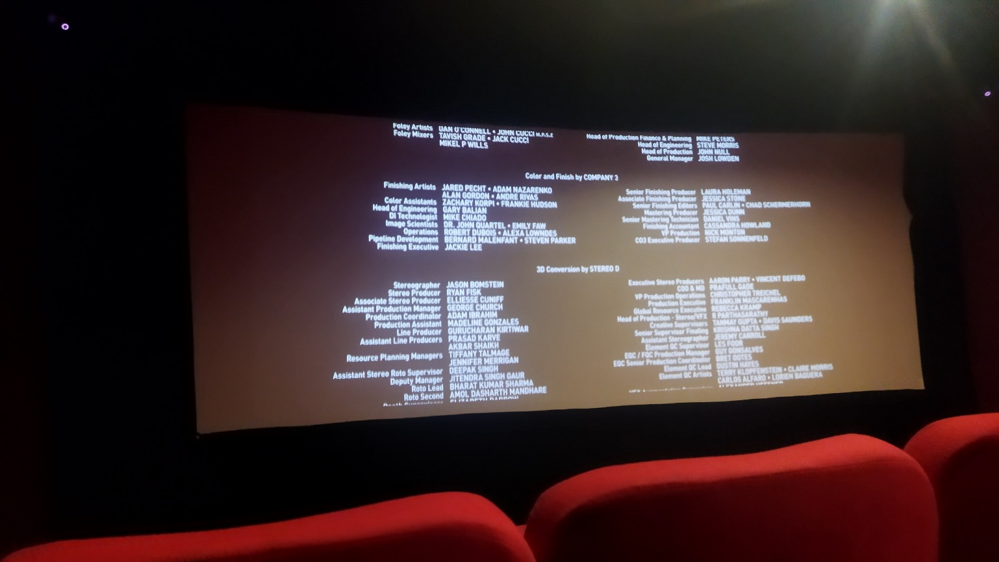 Foley Artists DAN O'CONNELL • JOHN CUCCI M.P.S.E
Foley Mixers TAVISH GRADE • JACK CUCCI
MIKEL P WILLS
Head of Production Finance & Planning MIKE PETERS
Head of Engineering STEVE MORRIS
Head of Production JOHN NULL
General Manager JOSH LOWDEN
Color and Finish by COMPANY 3
Finishing Artists JARED PECHT • ADAM NAZARENKO
ALAN GORDON • ANDRE RIVAS
Color Assistants ZACHARY KORPI • FRANKIE HUDSON
Head of Engineering GARY BALIAN
DI Technologist MIKE CHIADO
Image Scientists DR. JOHN QUARTEL • EMILY FAW
Operations ROBERT DUBOIS • ALEXA LOWNDES
Pipeline Development BERNARD MALENFANT • STEVEN PARKER
Finishing Executive JACKIE LEE
Senior Finishing Producer LAURA HOLEMAN
Associate Finishing Producer JESSICA STONE
Senior Finishing Editors PAUL CARLIN • CHAD SCHERMERHORN
Mastering Producer JESSICA DUNN
Senior Mastering Technician DANIEL VINS
Finishing Accountant CASSANDRA HOWLAND
VP Production NICK MONTON
CO3 Executive Producer STEFAN SONNENFELD
3D Conversion by STEREO D
Stereographer JASON BOMSTEIN
Stereo Producer RYAN FISK
Associate Stereo Producer ELLIESSE CUNIFF
Assistant Production Manager GEORGE CHURCH
Production Coordinator ADAM IBRAHIM
Production Assistant MADELINE GONZALES
Line Producer GURUCHARAN KIRTIWAR
Assistant Line Producers PRASAD KARVE
AKBAR SHAIKH
Resource Planning Managers TIFFANY TALMAGE
JENNIFER MERRIGAN
Assistant Stereo Roto Supervisor DEEPAK SINGH
Deputy Manager JITENDRA SINGH GAUR
Roto Lead BHARAT KUMAR SHARMA
Roto Second AMOL DASHARTH MANDHARE
Executive Stereo Producers AARON PARRY • VINCENT DEFEBO
COO & MD PRAFULL GADE
VP Production Operations CHRISTOPHER TREICHEL
Production Executive FRANKLIN MASCARENHAS
Global Resource Executive REBECCA KRAMP
Head of Production - Stereo/VFX PARTHASARATHY
Creative Supervisors TANMAY GUPTA • DAVIS SAUNDERS
Senior Supervisor Finaling KRISHNA DATTA SINGH
Assistant Stereographer JEREMY CARROLL
Element QC Supervisor LES FOOR
EQC / FQC Production Manager GUY GONSALVES
EQC Senior Production Coordinator BRET OOTES
Element QC Lead DUSTIN HAYES
Element QC Artists TERRY KLOPFENSTEIN • CLAIRE MORRIS
CARLOS ALFARO • LORIEN BAQUERA